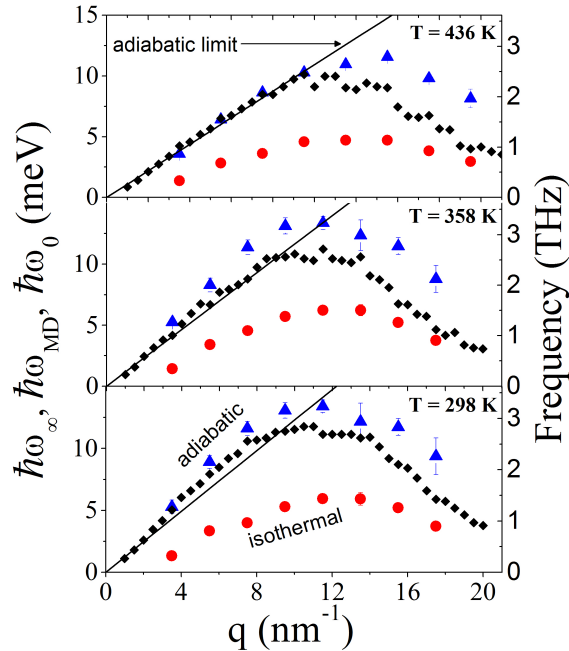 ħω∞, ħωMD, ħω0 (meV)
Frequency (THz)
15
10
5
0
3
2
1
0
adiabatic limit
T = 436 K
10
5
0
3
2
1
0
T = 358 K
10
5
0
3
2
1
0
T = 298 K
adiabatic
isothermal
0 4 8 12 16 20
q (nm⁻¹)